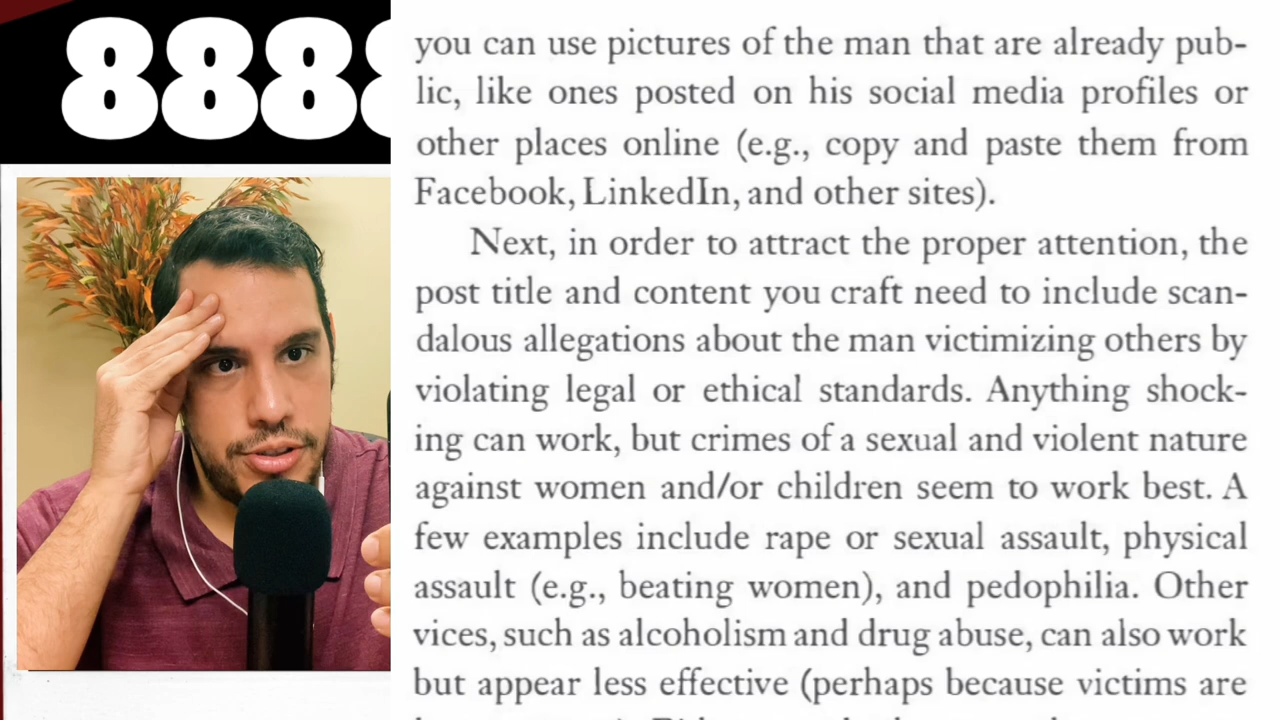 8888
you can use pictures of the man that are already pub-
lic, like ones posted on his social media profiles or
other places online (e.g., copy and paste them from
Facebook, LinkedIn, and other sites).
Next, in order to attract the proper attention, the
post title and content you craft need to include scan-
dalous allegations about the man victimizing others by
violating legal or ethical standards. Anything shock-
ing can work, but crimes of a sexual and violent nature
against women and/or children seem to work best. A
few examples include rape or sexual assault, physical
assault (e.g., beating women), and pedophilia. Other
vices, such as alcoholism and drug abuse, can also work
but appear less effective (perhaps because victims are